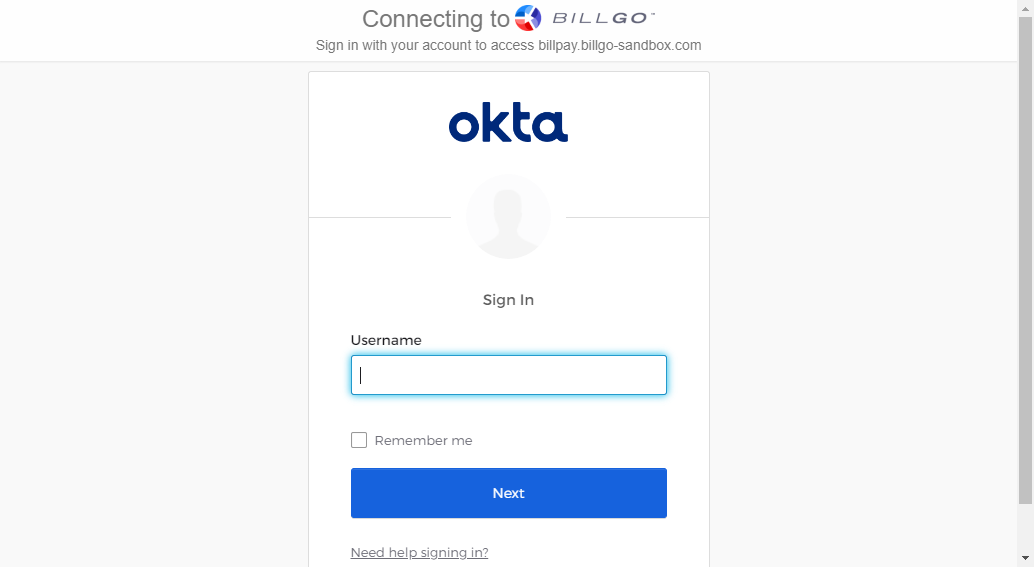 Connecting to BILLGO™
Sign in with your account to access billpay.billgo-sandbox.com
okta
Sign In
Username
Remember me
Next
Need help signing in?